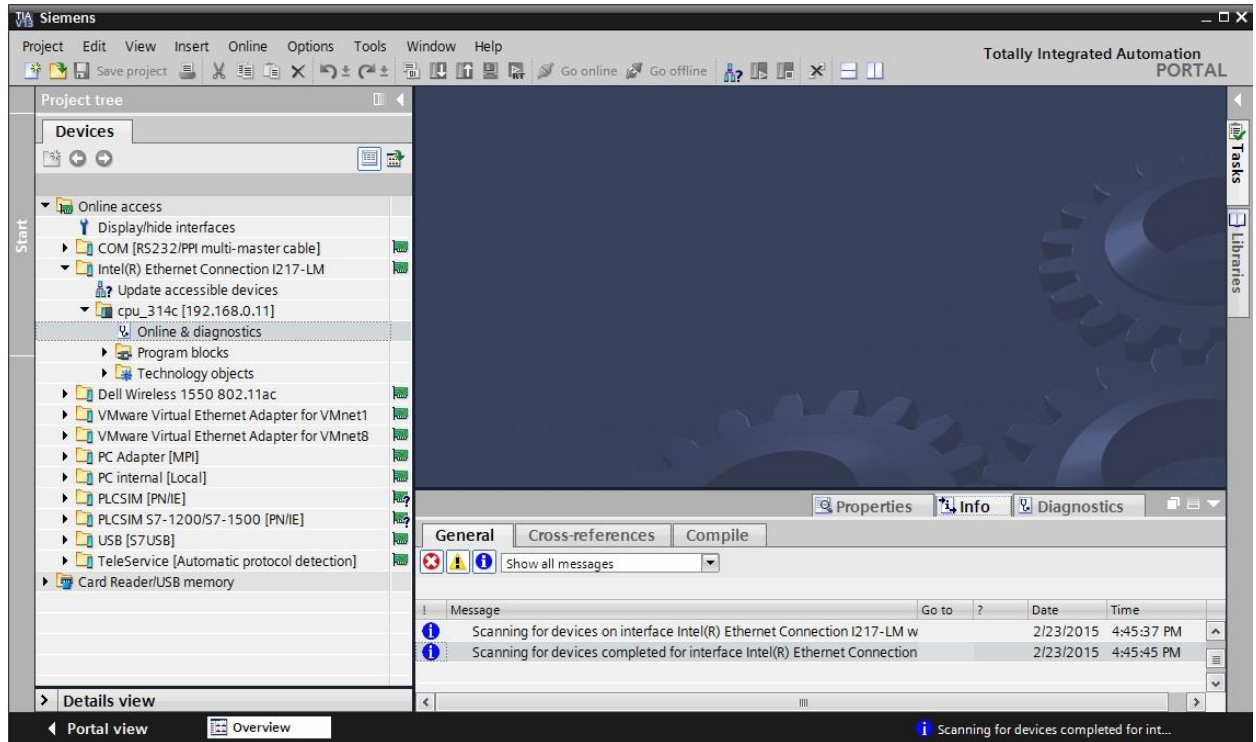 Siemens
Project Edit View Insert Online Options Tools Window Help
Save project
Go online
Go offline
Totally Integrated Automation
PORTAL
Start
Project tree
Devices
Online access
Display/hide interfaces
COM [RS232/PPI multi-master cable]
Intel(R) Ethernet Connection I217-LM
Update accessible devices
cpu_314c [192.168.0.11]
Online & diagnostics
Program blocks
Technology objects
Dell Wireless 1550 802.11ac
VMware Virtual Ethernet Adapter for VMnet1
VMware Virtual Ethernet Adapter for VMnet8
PC Adapter [MPI]
PC internal [Local]
PLCSIM [PN/IE]
PLCSIM S7-1200/S7-1500 [PN/IE]
USB [S7USB]
TeleService [Automatic protocol detection]
Card Reader/USB memory
Details view
Tasks
Libraries
Properties Info Diagnostics
General Cross-references Compile
Show all messages
! Message Go to ? Date Time
Scanning for devices on interface Intel(R) Ethernet Connection I217-LM w 2/23/2015 4:45:37 PM
Scanning for devices completed for interface Intel(R) Ethernet Connection 2/23/2015 4:45:45 PM
Portal view Overview Scanning for devices completed for int...